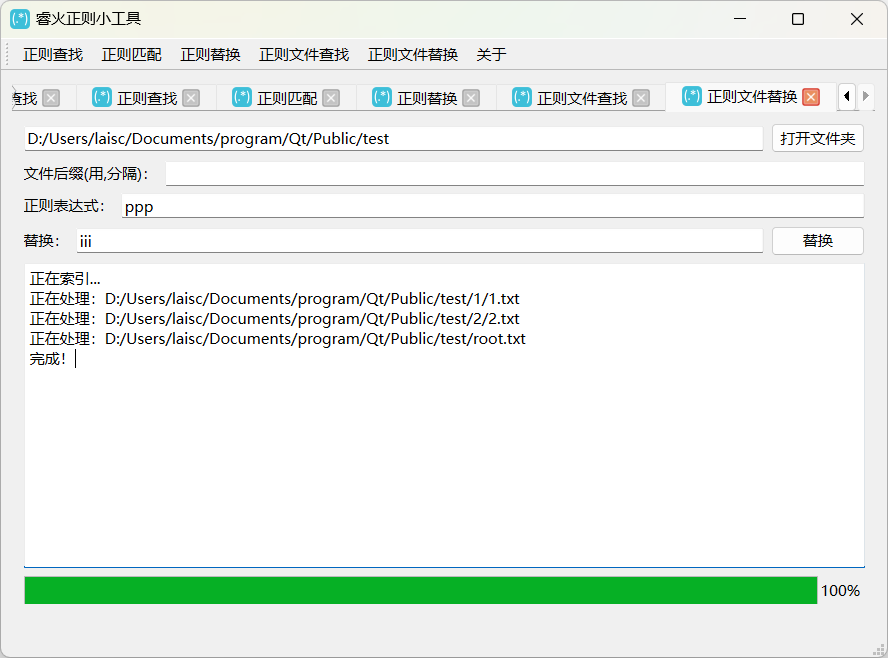 (.*) 睿火正则小工具
正则查找 正则匹配 正则替换 正则文件查找 正则文件替换 关于
查找 (.*) 正则查找 (.*) 正则匹配 (.*) 正则替换 (.*) 正则文件查找 (.*) 正则文件替换
D:/Users/laisc/Documents/program/Qt/Public/test 打开文件夹
文件后缀(用,分隔)：
正则表达式： ppp
替换： iii 替换
正在索引...
正在处理：D:/Users/laisc/Documents/program/Qt/Public/test/1/1.txt
正在处理：D:/Users/laisc/Documents/program/Qt/Public/test/2/2.txt
正在处理：D:/Users/laisc/Documents/program/Qt/Public/test/root.txt
完成！
100%